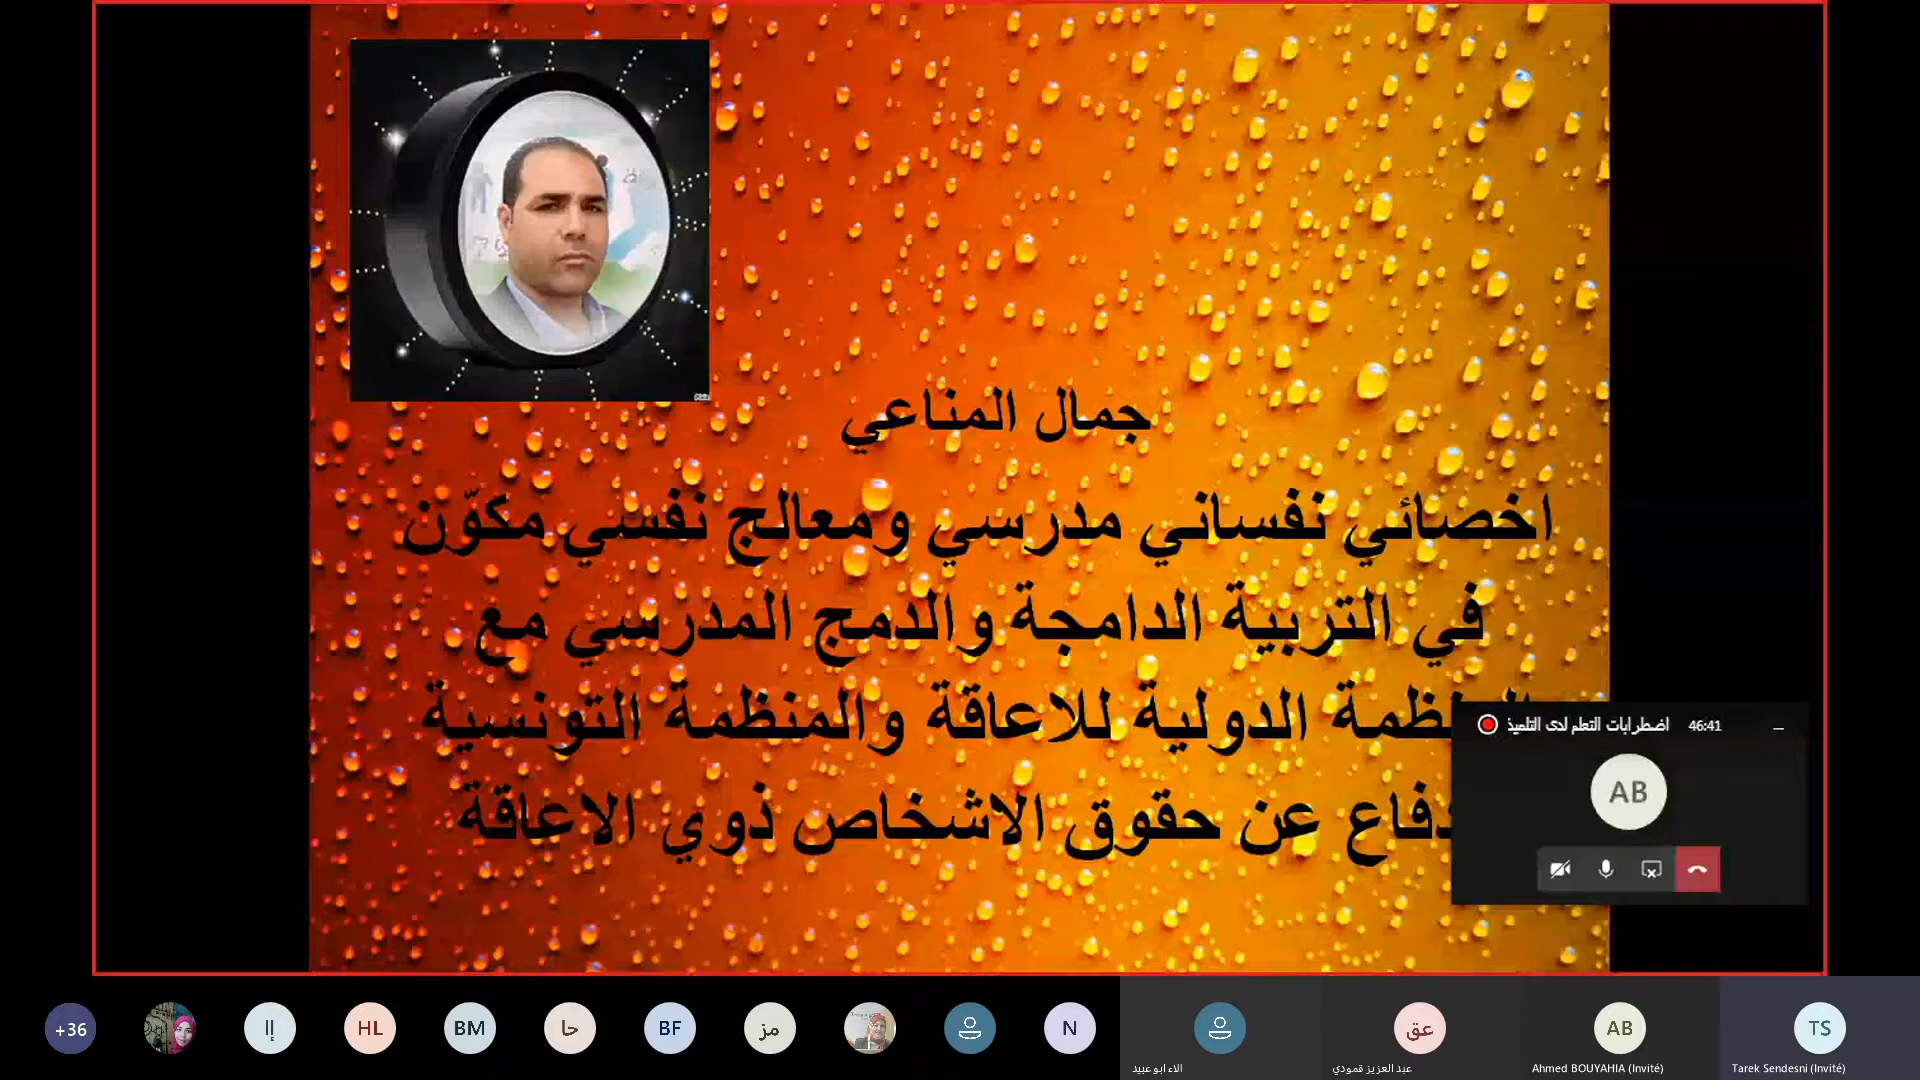 جمال المناعي
اخصائي نفساني مدرسي ومعالج نفسي مكوّن
في التربية الدامجة والدمج المدرسي مع
الدولية للاعاقة والمنظمة التونسية
عن حقوق الاشخاص ذوي الاعاقة
اضطرابات التعلم لدى التلميذ 46:41
AB
+36
إا
HL
BM
حا
BF
مز
N
عق
AB
TS
الاء ابو عبيد
عبد العزيز قمودي
Ahmed BOUYAHIA (Invité)
Tarek Sendesni (Invité)